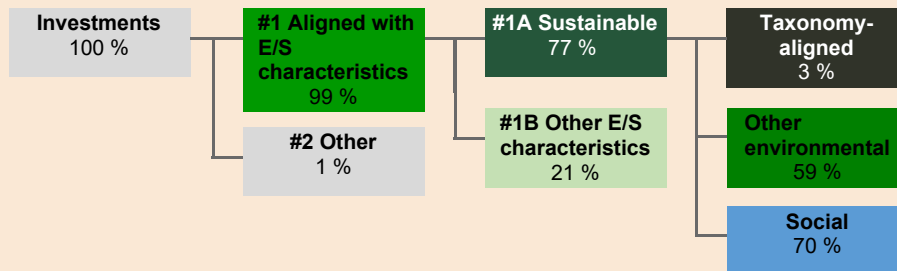 Investments
100 %
#1 Aligned with
E/S
characteristics
99 %
#2 Other
1 %
#1A Sustainable
77 %
#1B Other E/S
characteristics
21 %
Taxonomy-
aligned
3 %
Other
environmental
59 %
Social
70 %